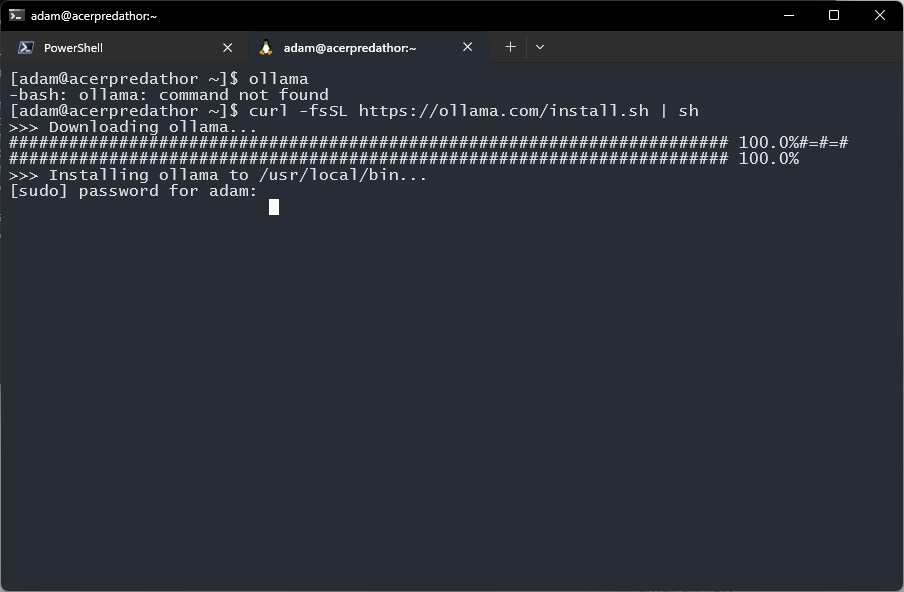 adam@acerpredathor:~
PowerShell
adam@acerpredathor:~
[adam@acerpredathor ~]$ ollama
-bash: ollama: command not found
[adam@acerpredathor ~]$ curl -fsSL https://ollama.com/install.sh | sh
>>> Downloading ollama...
######################################################################## 100.0%#=#=#
######################################################################## 100.0%
>>> Installing ollama to /usr/local/bin...
[sudo] password for adam: